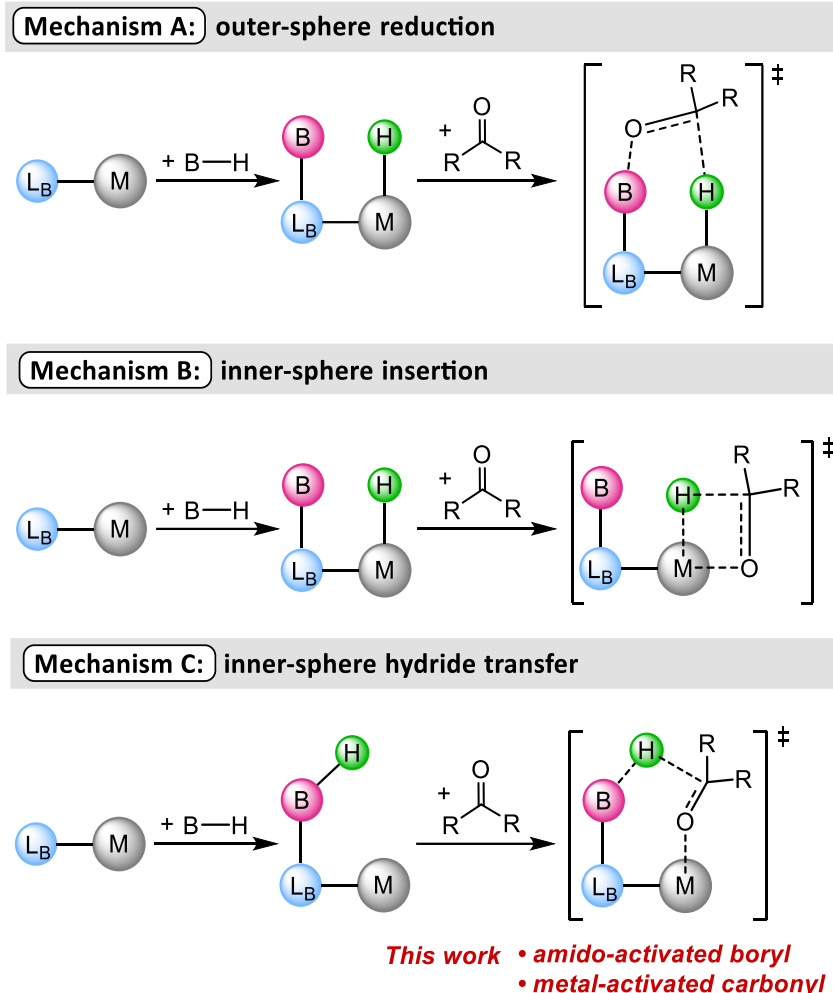 Mechanism A: outer-sphere reduction
L_B M + B—H B H L_B M + O R R B H L_B M O R R ‡
Mechanism B: inner-sphere insertion
L_B M + B—H B H L_B M + O R R B H L_B M O R R ‡
Mechanism C: inner-sphere hydride transfer
L_B M + B—H H B L_B M + O R R H B L_B M O R R ‡
This work • amido-activated boryl
• metal-activated carbonyl